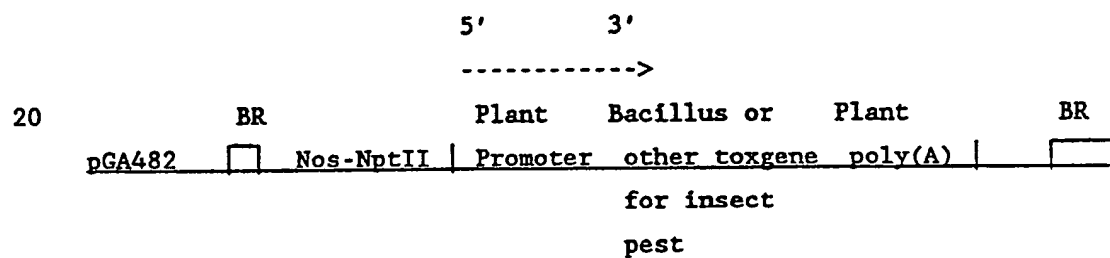 5' 3'
------------>
20 BR Plant Bacillus or Plant BR
pGA482 Nos-NptII Promoter other toxgene poly(A)
for insect
pest